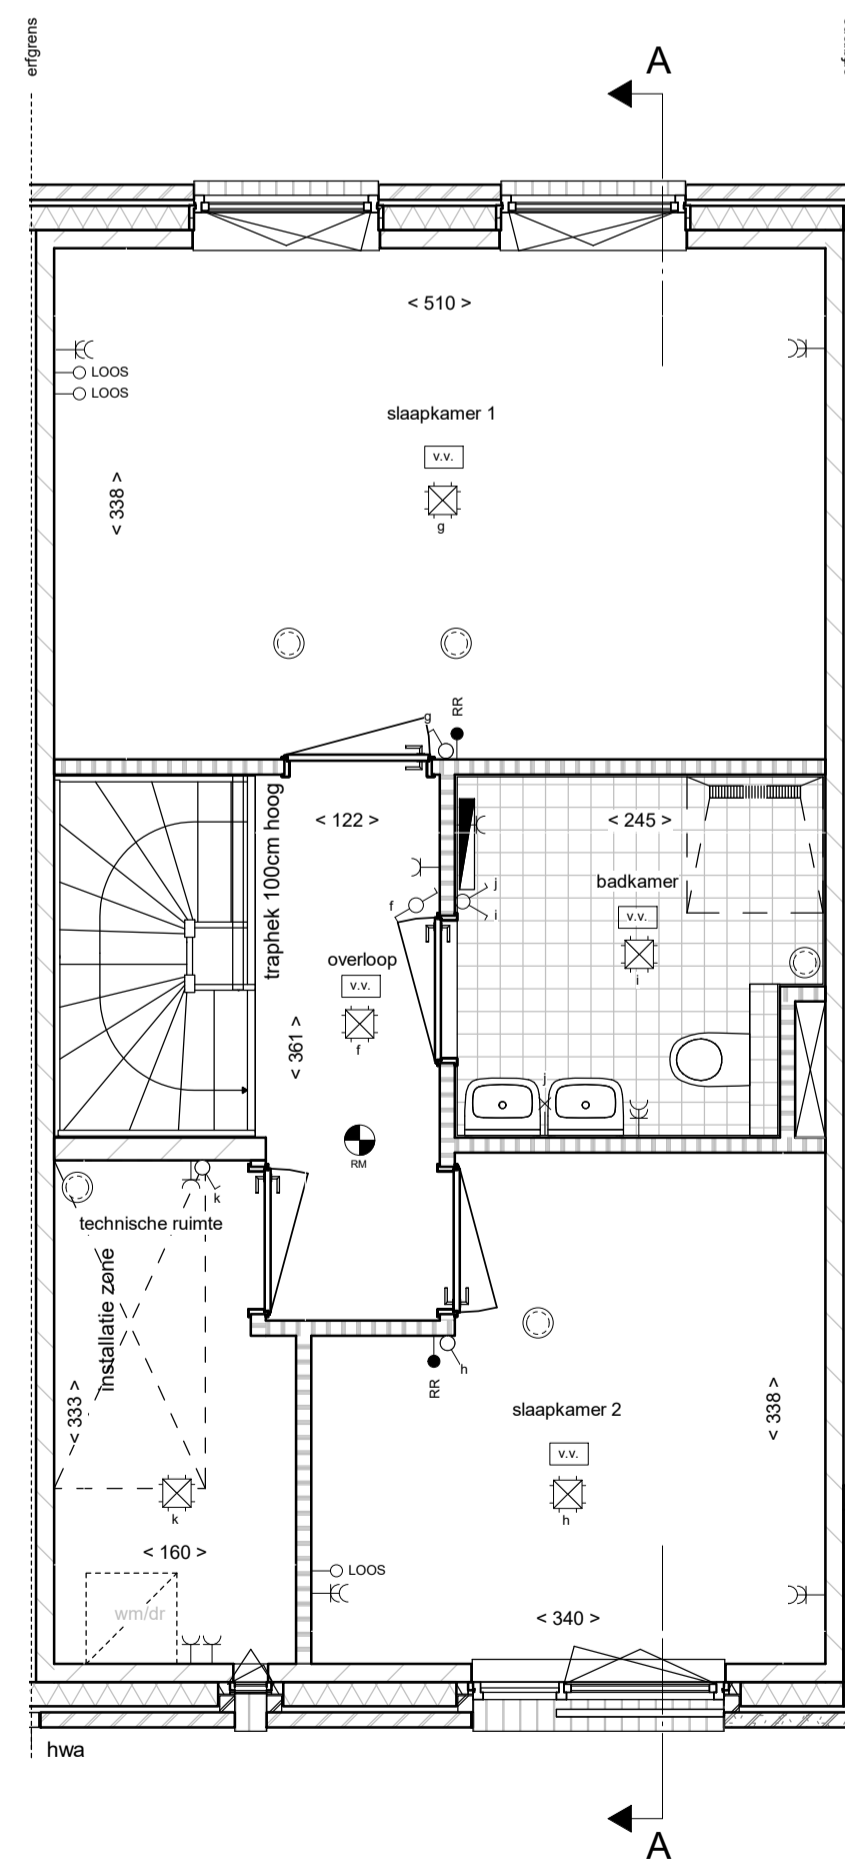 erfgrens
A
< 510 >
LOOS
LOOS
slaapkamer 1
v.v.
< 338 >
g
g
RR
traphek 100cm hoog
< 122 >
< 245 >
badkamer
j
i
f
v.v.
overloop
v.v.
i
f
< 361 >
j
RM
k
technische ruimte
installatie zone
h
RR
< 333 >
< 338 >
slaapkamer 2
v.v.
k
h
< 160 >
LOOS
wm/dr
< 340 >
hwa
A